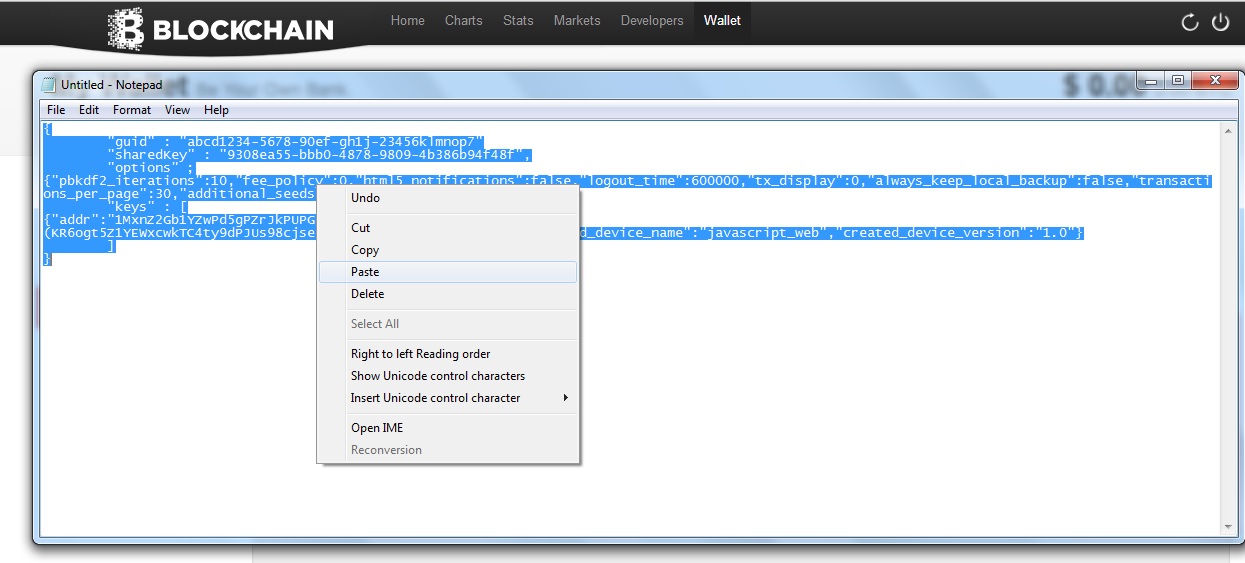 BLOCKCHAIN Home Charts Stats Markets Developers Wallet
My Wallet Be Your Own Bank. $ 0.00
Untitled - Notepad
File Edit Format View Help
{
"guid" : "abcd1234-5678-90ef-gh1j-23456klmnop7"
"sharedKey" : "9308ea55-bbb0-4878-9809-4b386b94f48f",
"options" ;
{"pbkdf2_iterations":10,"fee_policy":0,"html5_notifications":false,"logout_time":600000,"tx_display":0,"always_keep_local_backup":false,"transacti
ons_per_page":30,"additional_seeds
"keys" : [
{"addr":"1MxnZ2Gb1YZwPd5gPZrJkPUPG
(KR6ogt5Z1YEWxcwkTC4ty9dPJUs98cjse d_device_name":"javascript_web","created_device_version":"1.0"}
]
}
Undo
Cut
Copy
Paste
Delete
Select All
Right to left Reading order
Show Unicode control characters
Insert Unicode control character
Open IME
Reconversion